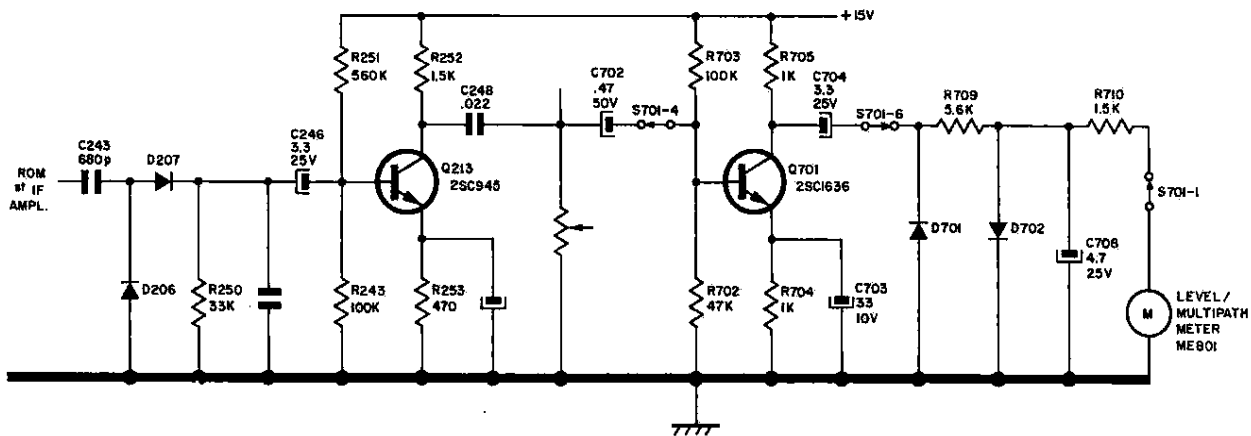 +15V
R251
560K
R252
1.5K
C248
.022
C702
.47
50V
S701-4
R703
100K
R705
1K
C704
3.3
25V
S701-6
R709
5.6K
R710
1.5K
ROM
st IF
AMPL.
C243
680p
D207
C246
3.3
25V
Q213
2SC945
Q701
2SC1636
S701-1
D206
R250
33K
R243
100K
R253
470
R702
47K
R704
1K
C703
33
10V
D701
D702
C708
4.7
25V
M
LEVEL/
MULTIPATH
METER
ME801